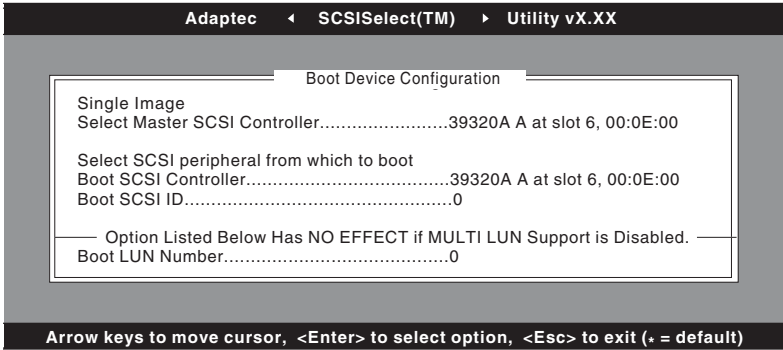 Adaptec ◂ SCSISelect(TM) ▸ Utility vX.XX
Boot Device Configuration
Single Image
Select Master SCSI Controller........................39320A A at slot 6, 00:0E:00
Select SCSI peripheral from which to boot
Boot SCSI Controller......................................39320A A at slot 6, 00:0E:00
Boot SCSI ID..................................................0
Option Listed Below Has NO EFFECT if MULTI LUN Support is Disabled.
Boot LUN Number..........................................0
Arrow keys to move cursor, <Enter> to select option, <Esc> to exit (* = default)